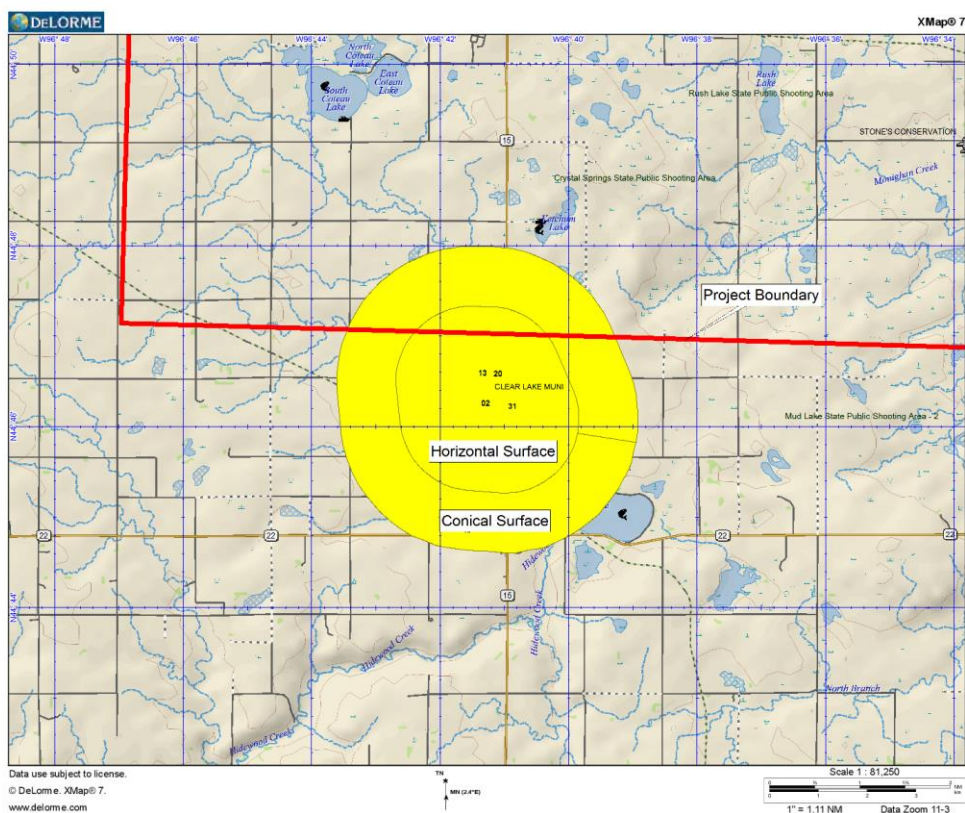 DELORME
XMap® 7
W96° 48'
W96° 46'
W96° 44'
W96° 42'
W96° 40'
W96° 38'
W96° 36'
W96° 34'
N44° 50'
North
Coteau
Lake
East
Coteau
Lake
South
Coteau
Lake
Rush
Lake
Rush Lake State Public Shooting Area
STONE'S CONSERVATION
15
Crystal Springs State Public Shooting Area
Monighan Creek
Ketchum
Lake
N44° 48'
Project Boundary
13 20
CLEAR LAKE MUNI
02 31
Mud Lake State Public Shooting Area - 2
N44° 46'
Horizontal Surface
Conical Surface
22
22
22
22
15
N44° 44'
Hidewood Creek
Hidewood Creek
North Branch
Hidewood Creek
Data use subject to license.
© DeLorme. XMap® 7.
www.delorme.com
TN
MN (2.4°E)
Scale 1 : 81,250
NM
km
1" = 1.11 NM
Data Zoom 11-3